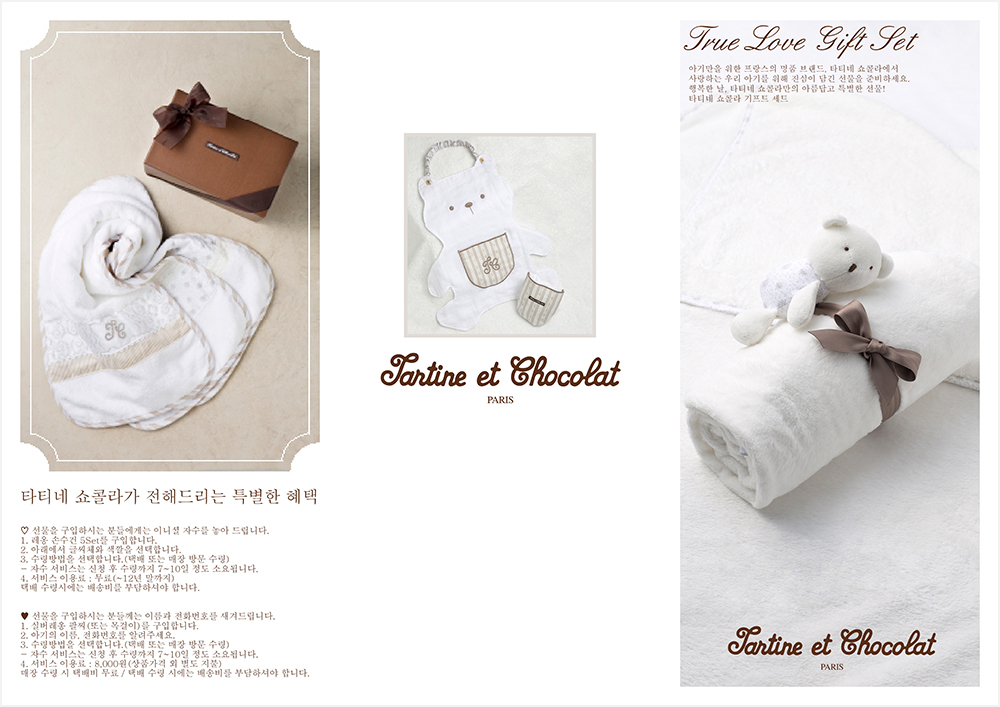 타티네 쇼콜라가 전해드리는 특별한 혜택
♡ 선물을 구입하시는 분들에게는 이니셜 자수를 놓아 드립니다.
1. 레옹 손수건 5Set를 구입합니다.
2. 아래에서 글씨체와 색깔을 선택합니다.
3. 수령방법을 선택합니다.(택배 또는 매장 방문 수령)
- 자수 서비스는 신청 후 수령까지 7~10일 정도 소요됩니다.
4. 서비스 이용료 : 무료(~12년 말까지)
택배 수령시에는 배송비를 부담하셔야 합니다.
♥ 선물을 구입하시는 분들께는 이름과 전화번호를 새겨드립니다.
1. 실버레옹 팔찌(또는 목걸이)를 구입합니다.
2. 아기의 이름, 전화번호를 알려주세요.
3. 수령방법을 선택합니다.(택배 또는 매장 방문 수령)
- 자수 서비스는 신청 후 수령까지 7~10일 정도 소요됩니다.
4. 서비스 이용료 : 8,000원(상품가격 외 별도 지불)
매장 수령 시 택배비 무료 / 택배 수령 시에는 배송비를 부담하셔야 합니다.
Tartine et Chocolat
PARIS
True Love Gift Set
아기만을 위한 프랑스의 명품 브랜드, 타티네 쇼콜라에서
사랑하는 우리 아기를 위해 진심이 담긴 선물을 준비하세요.
행복한 날, 타티네 쇼콜라만의 아름답고 특별한 선물!
타티네 쇼콜라 기프트 세드
Tartine et Chocolat
PARIS